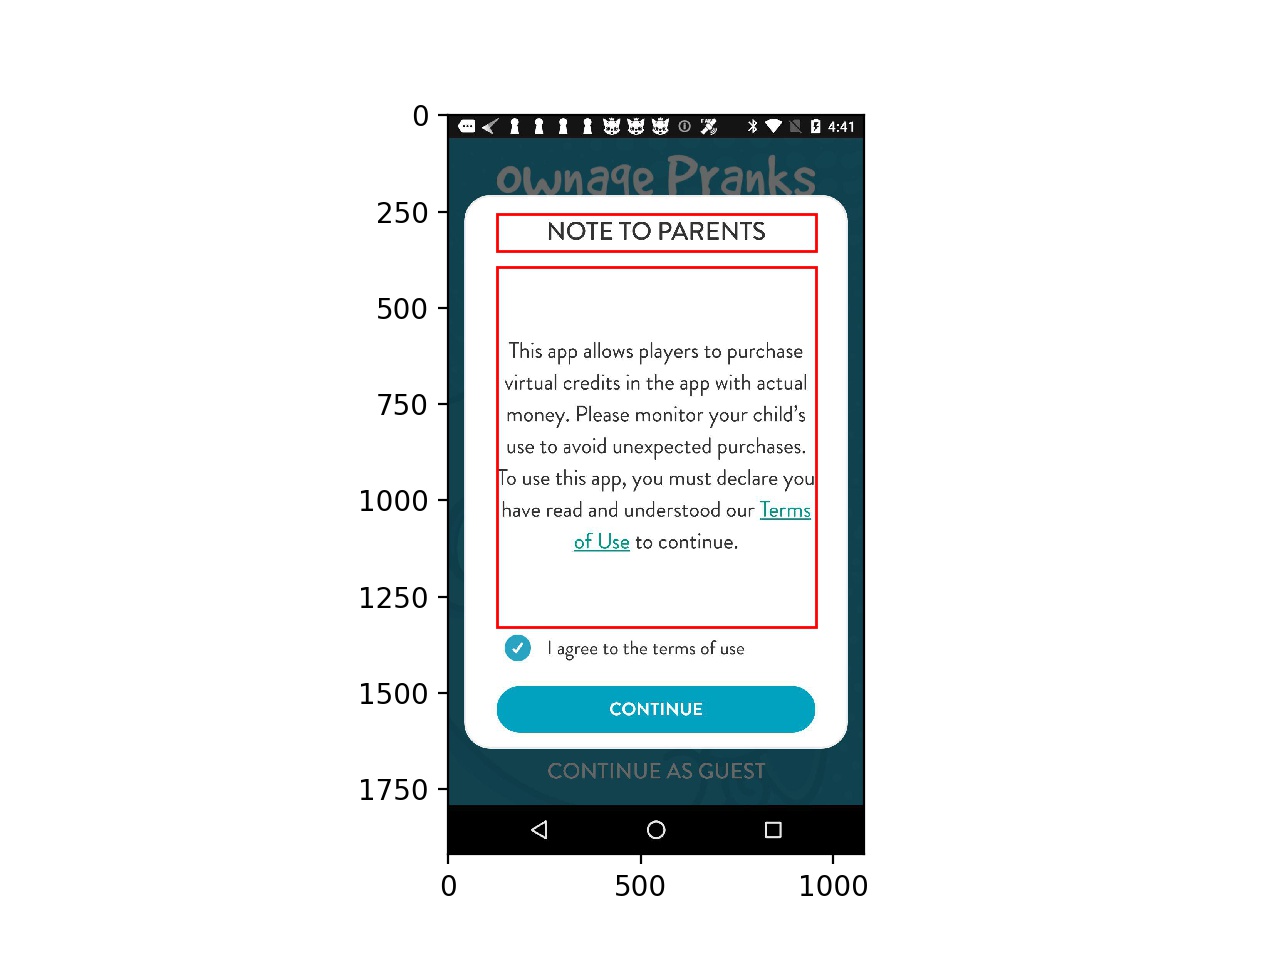 0
250
500
750
1000
1250
1500
1750
4:41
ownage Pranks
NOTE TO PARENTS
This app allows players to purchase
virtual credits in the app with actual
money. Please monitor your child's
use to avoid unexpected purchases.
To use this app, you must declare you
have read and understood our Terms
of Use to continue.
I agree to the terms of use
CONTINUE
CONTINUE AS GUEST
0 500 1000